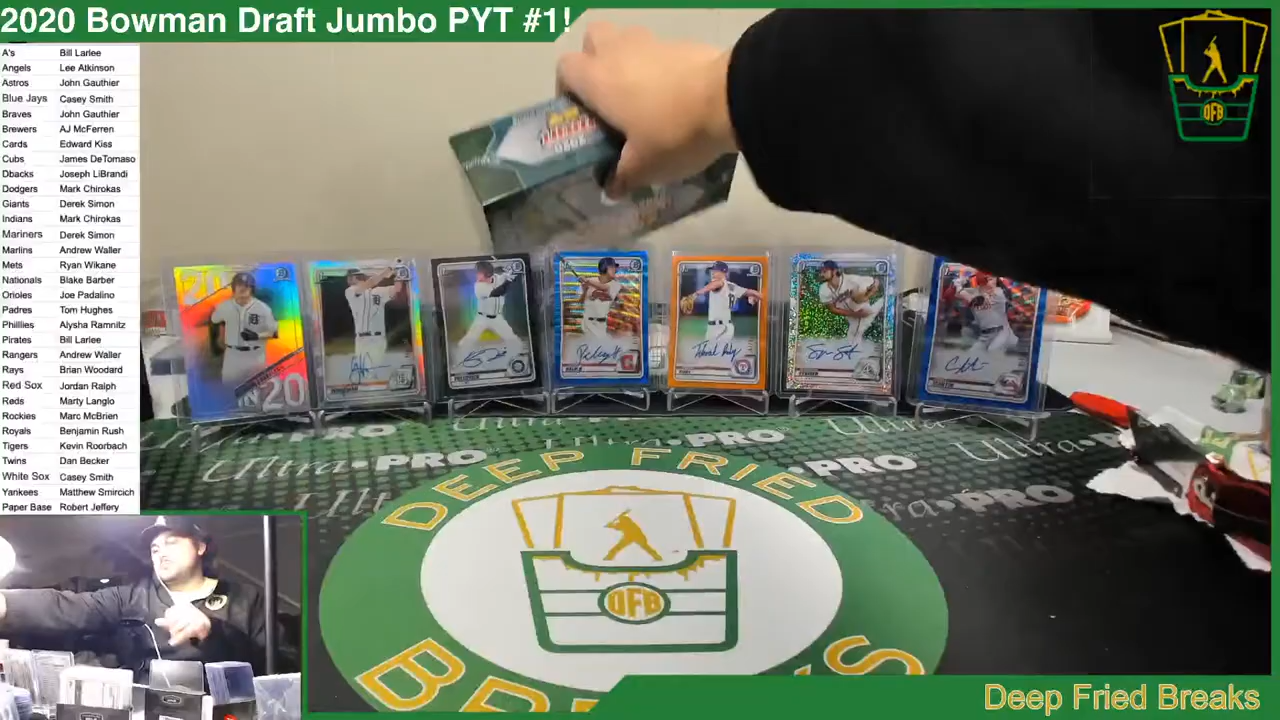 2020 Bowman Draft Jumbo PYT #1!
A's Bill Larlee
Angels Lee Atkinson
Astros John Gauthier
Blue Jays Casey Smith
Braves John Gauthier
Brewers AJ McFerren
Cards Edward Kiss
Cubs James DeTomaso
Dbacks Joseph LiBrandi
Dodgers Mark Chirokas
Giants Derek Simon
Indians Mark Chirokas
Mariners Derek Simon
Marlins Andrew Waller
Mets Ryan Wikane
Nationals Blake Barber
Orioles Joe Padalino
Padres Tom Hughes
Phillies Alysha Ramnitz
Pirates Bill Larlee
Rangers Andrew Waller
Rays Brian Woodard
Red Sox Jordan Ralph
Reds Marty Langlo
Rockies Marc McBrien
Royals Benjamin Rush
Tigers Kevin Roorbach
Twins Dan Becker
White Sox Casey Smith
Yankees Matthew Smircich
Paper Base Robert Jeffery
DFB
20
20
Ultra•PRO
Ultra•PRO
DEEP FRIED
DFB
Deep Fried Breaks